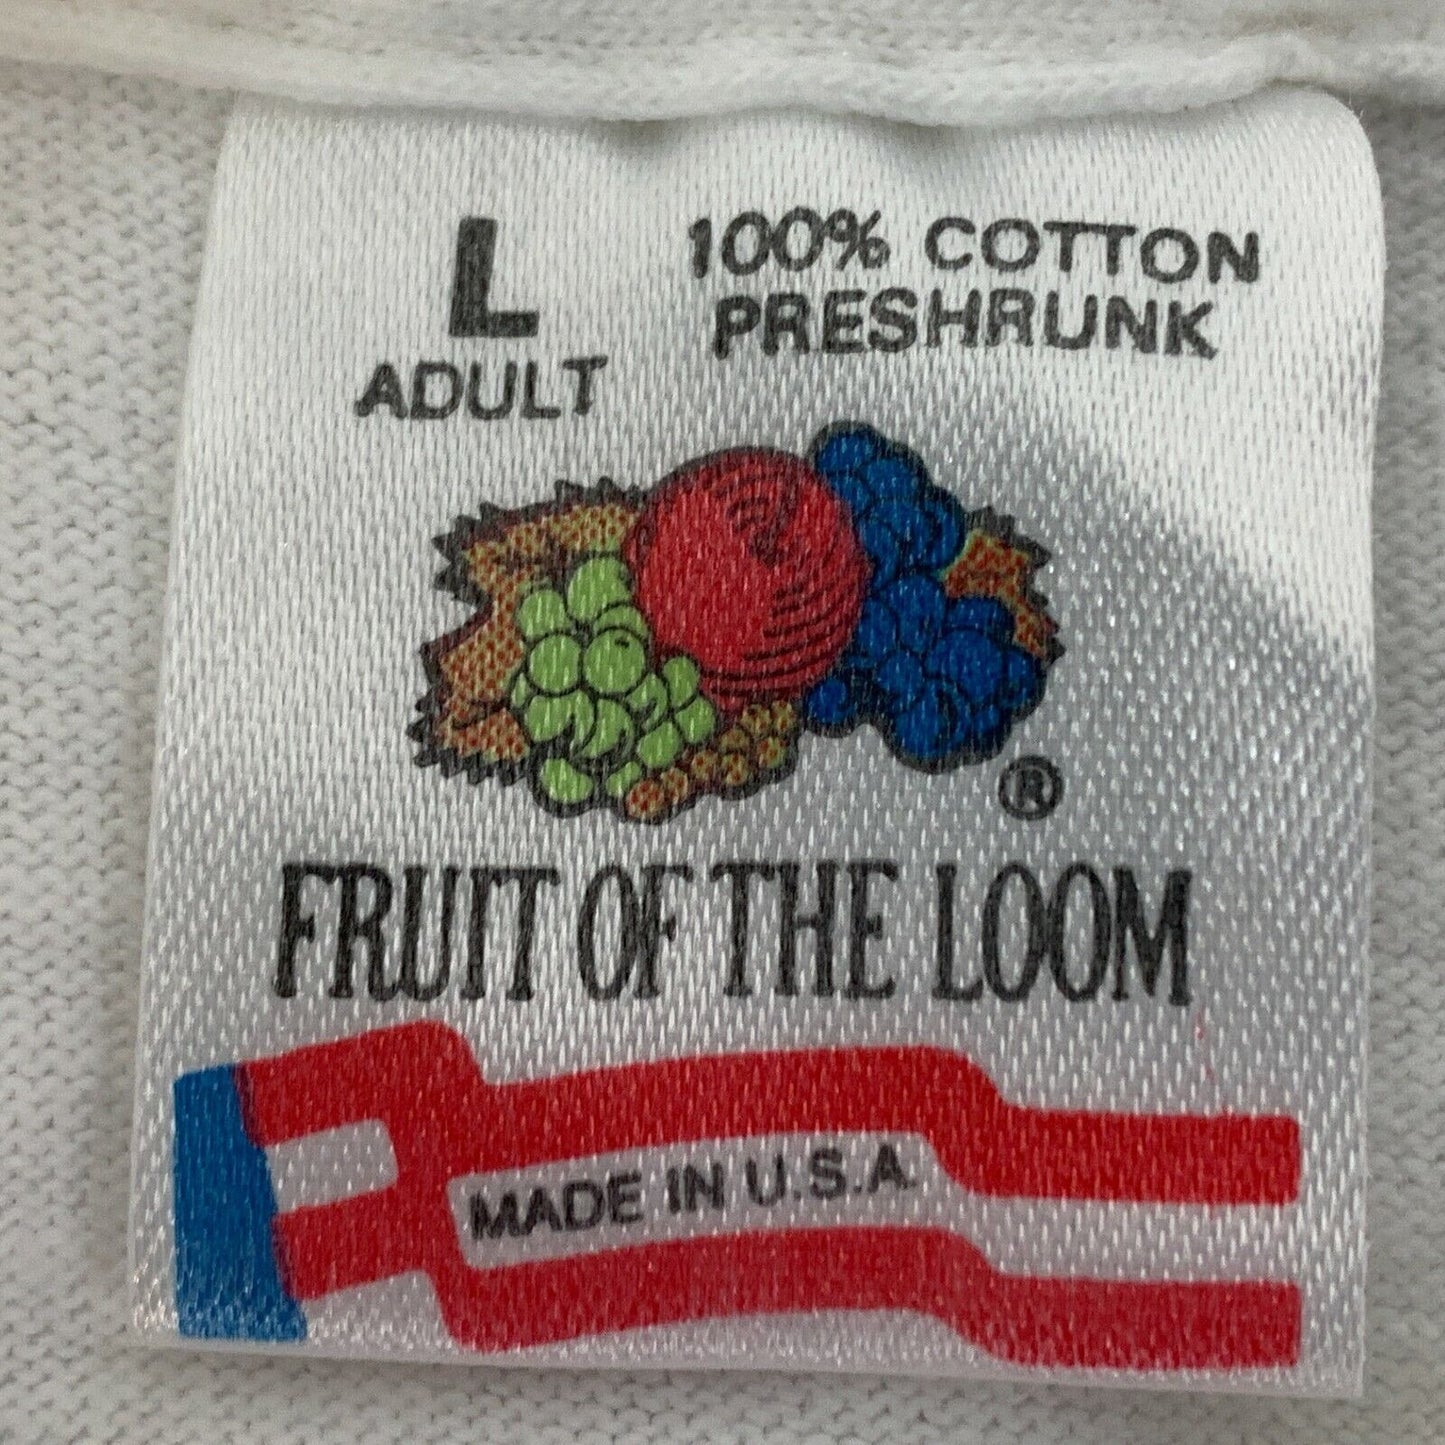 L
ADULT
100% COTTON
PRESHRUNK
®
FRUIT OF THE LOOM
MADE IN U.S.A.